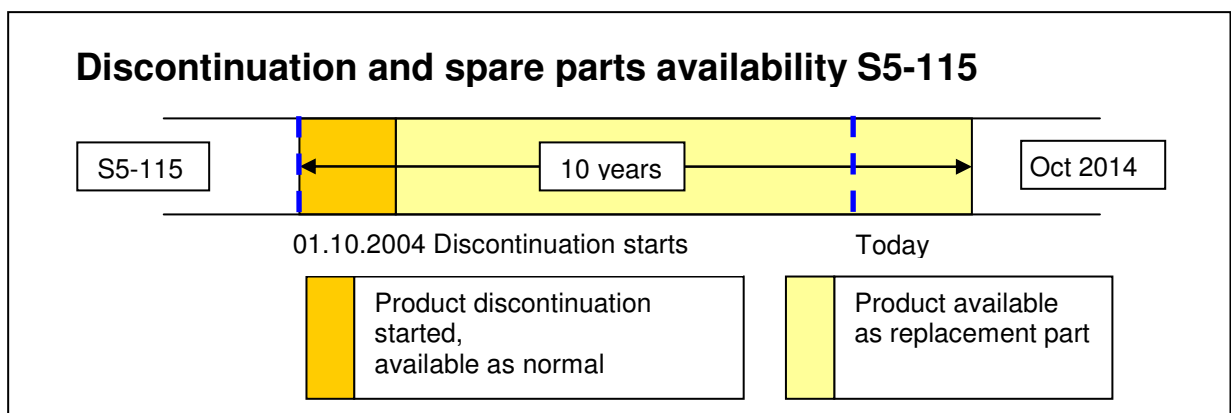 Discontinuation and spare parts availability S5-115
S5-115
10 years
Oct 2014
01.10.2004 Discontinuation starts
Today
Product discontinuation
started,
available as normal
Product available
as replacement part